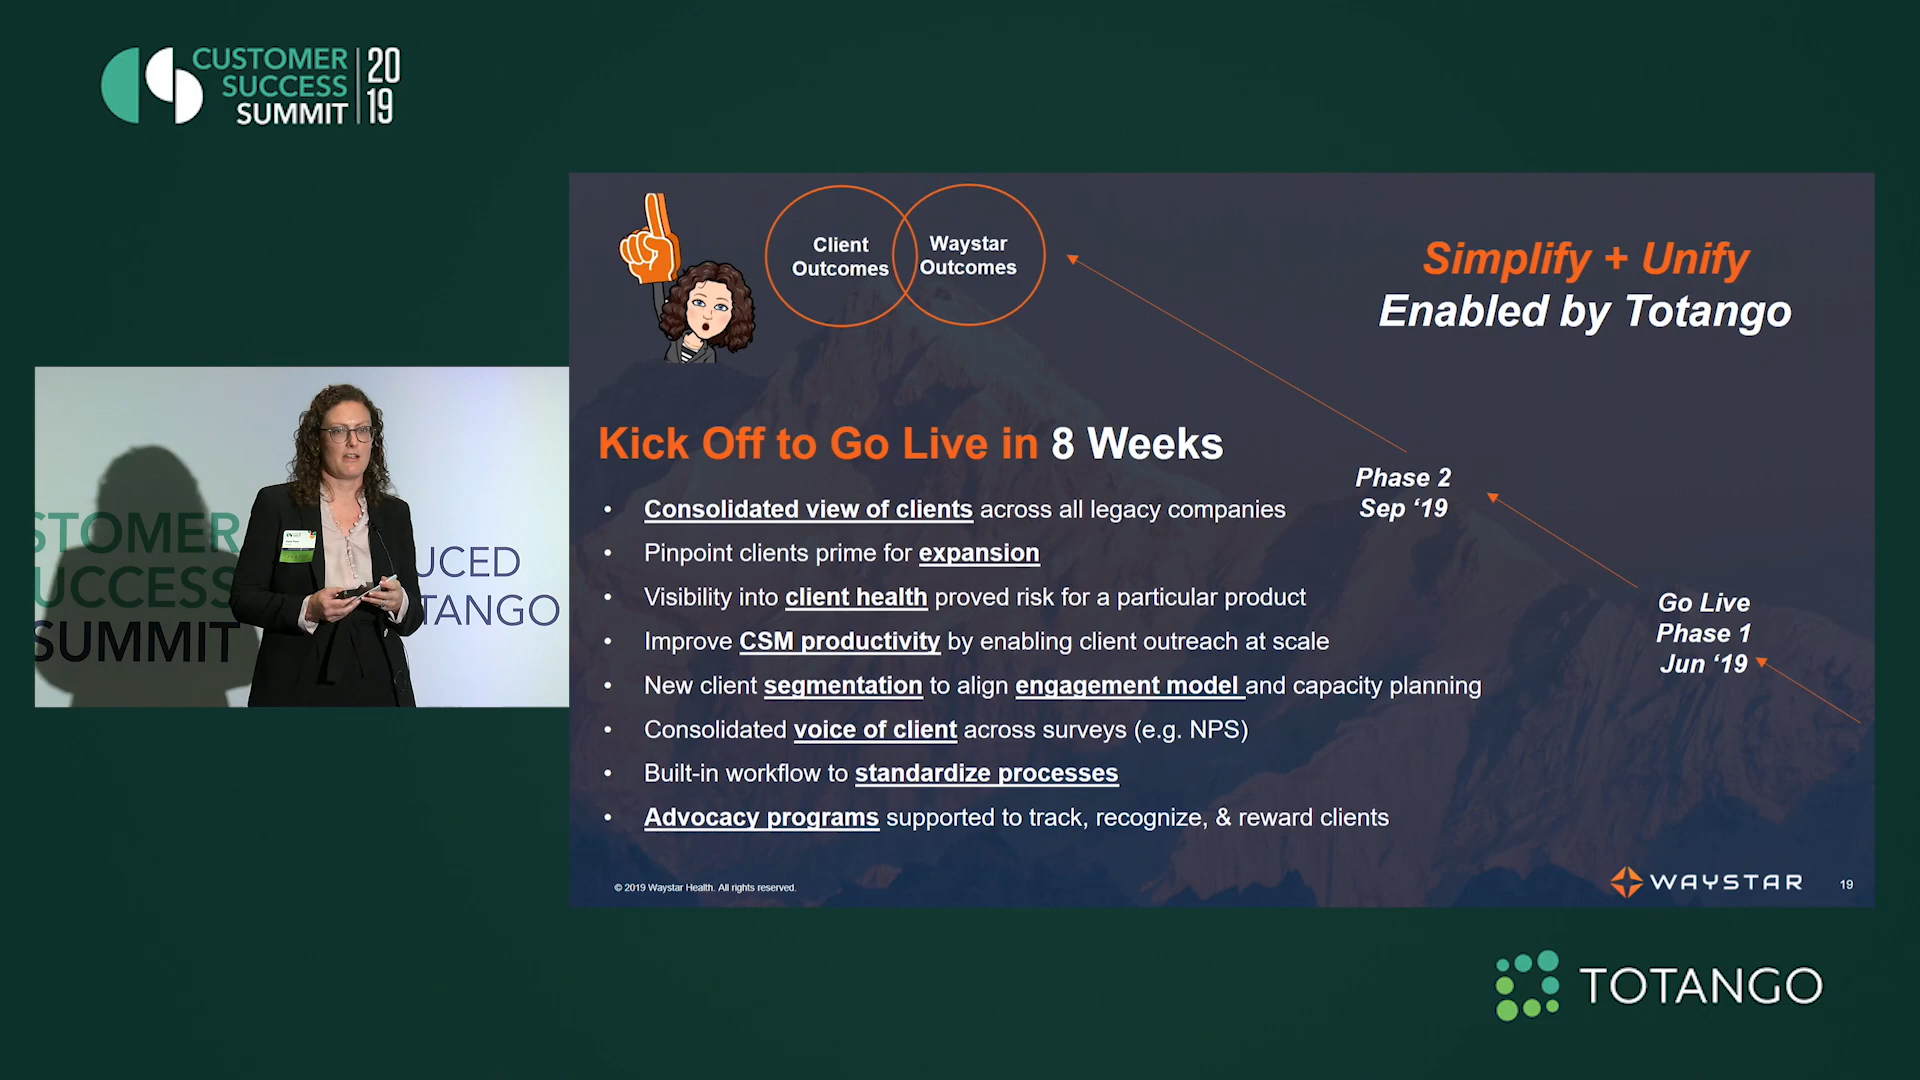 CUSTOMER
SUCCESS
SUMMIT
20
19
Client
Outcomes
Waystar
Outcomes
Simplify + Unify
Enabled by Totango
Kick Off to Go Live in 8 Weeks
• Consolidated view of clients across all legacy companies
• Pinpoint clients prime for expansion
• Visibility into client health proved risk for a particular product
• Improve CSM productivity by enabling client outreach at scale
• New client segmentation to align engagement model and capacity planning
• Consolidated voice of client across surveys (e.g. NPS)
• Built-in workflow to standardize processes
• Advocacy programs supported to track, recognize, & reward clients
Phase 2
Sep ‘19
Go Live
Phase 1
Jun ‘19
© 2019 Waystar Health. All rights reserved.
WAYSTAR
19
STOMER
UCCESS
SUMMIT
UCED
TANGO
TOTANGO